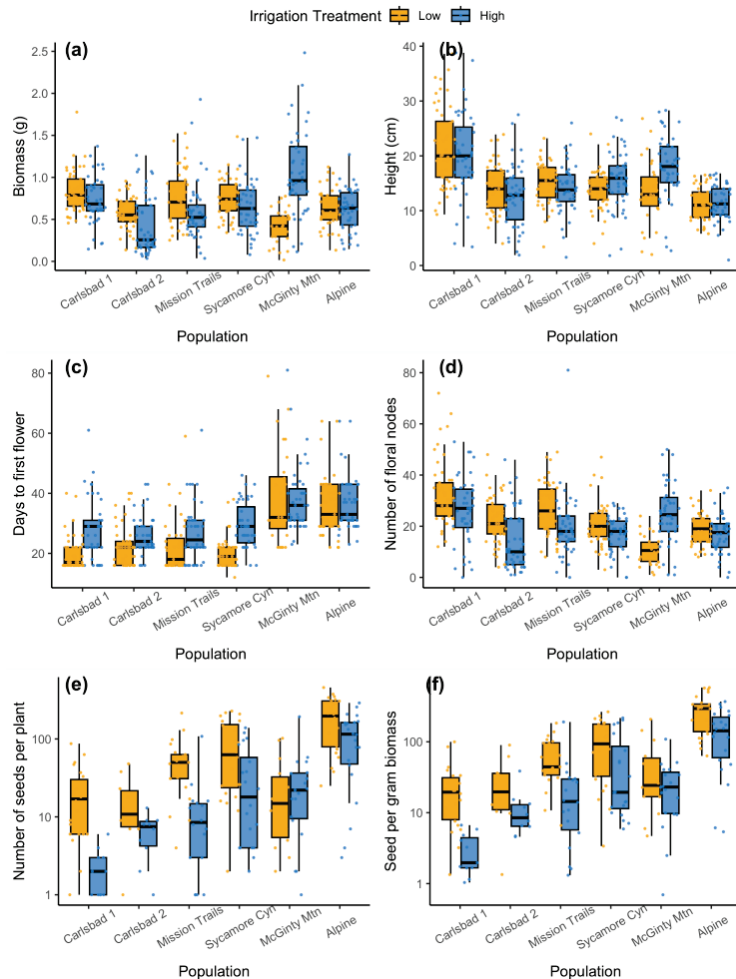 Irrigation Treatment Low High
(a)
Biomass (g)
2.5
2.0
1.5
1.0
0.5
0.0
Carlsbad 1 Carlsbad 2 Mission Trails Sycamore Cyn McGinty Mtn Alpine
Population
(b)
Height (cm)
40
30
20
10
0
Carlsbad 1 Carlsbad 2 Mission Trails Sycamore Cyn McGinty Mtn Alpine
Population
(c)
Days to first flower
80
60
40
20
Carlsbad 1 Carlsbad 2 Mission Trails Sycamore Cyn McGinty Mtn Alpine
Population
(d)
Number of floral nodes
80
60
40
20
0
Carlsbad 1 Carlsbad 2 Mission Trails Sycamore Cyn McGinty Mtn Alpine
Population
(e)
Number of seeds per plant
100
10
1
Carlsbad 1 Carlsbad 2 Mission Trails Sycamore Cyn McGinty Mtn Alpine
Population
(f)
Seed per gram biomass
100
10
1
Carlsbad 1 Carlsbad 2 Mission Trails Sycamore Cyn McGinty Mtn Alpine
Population